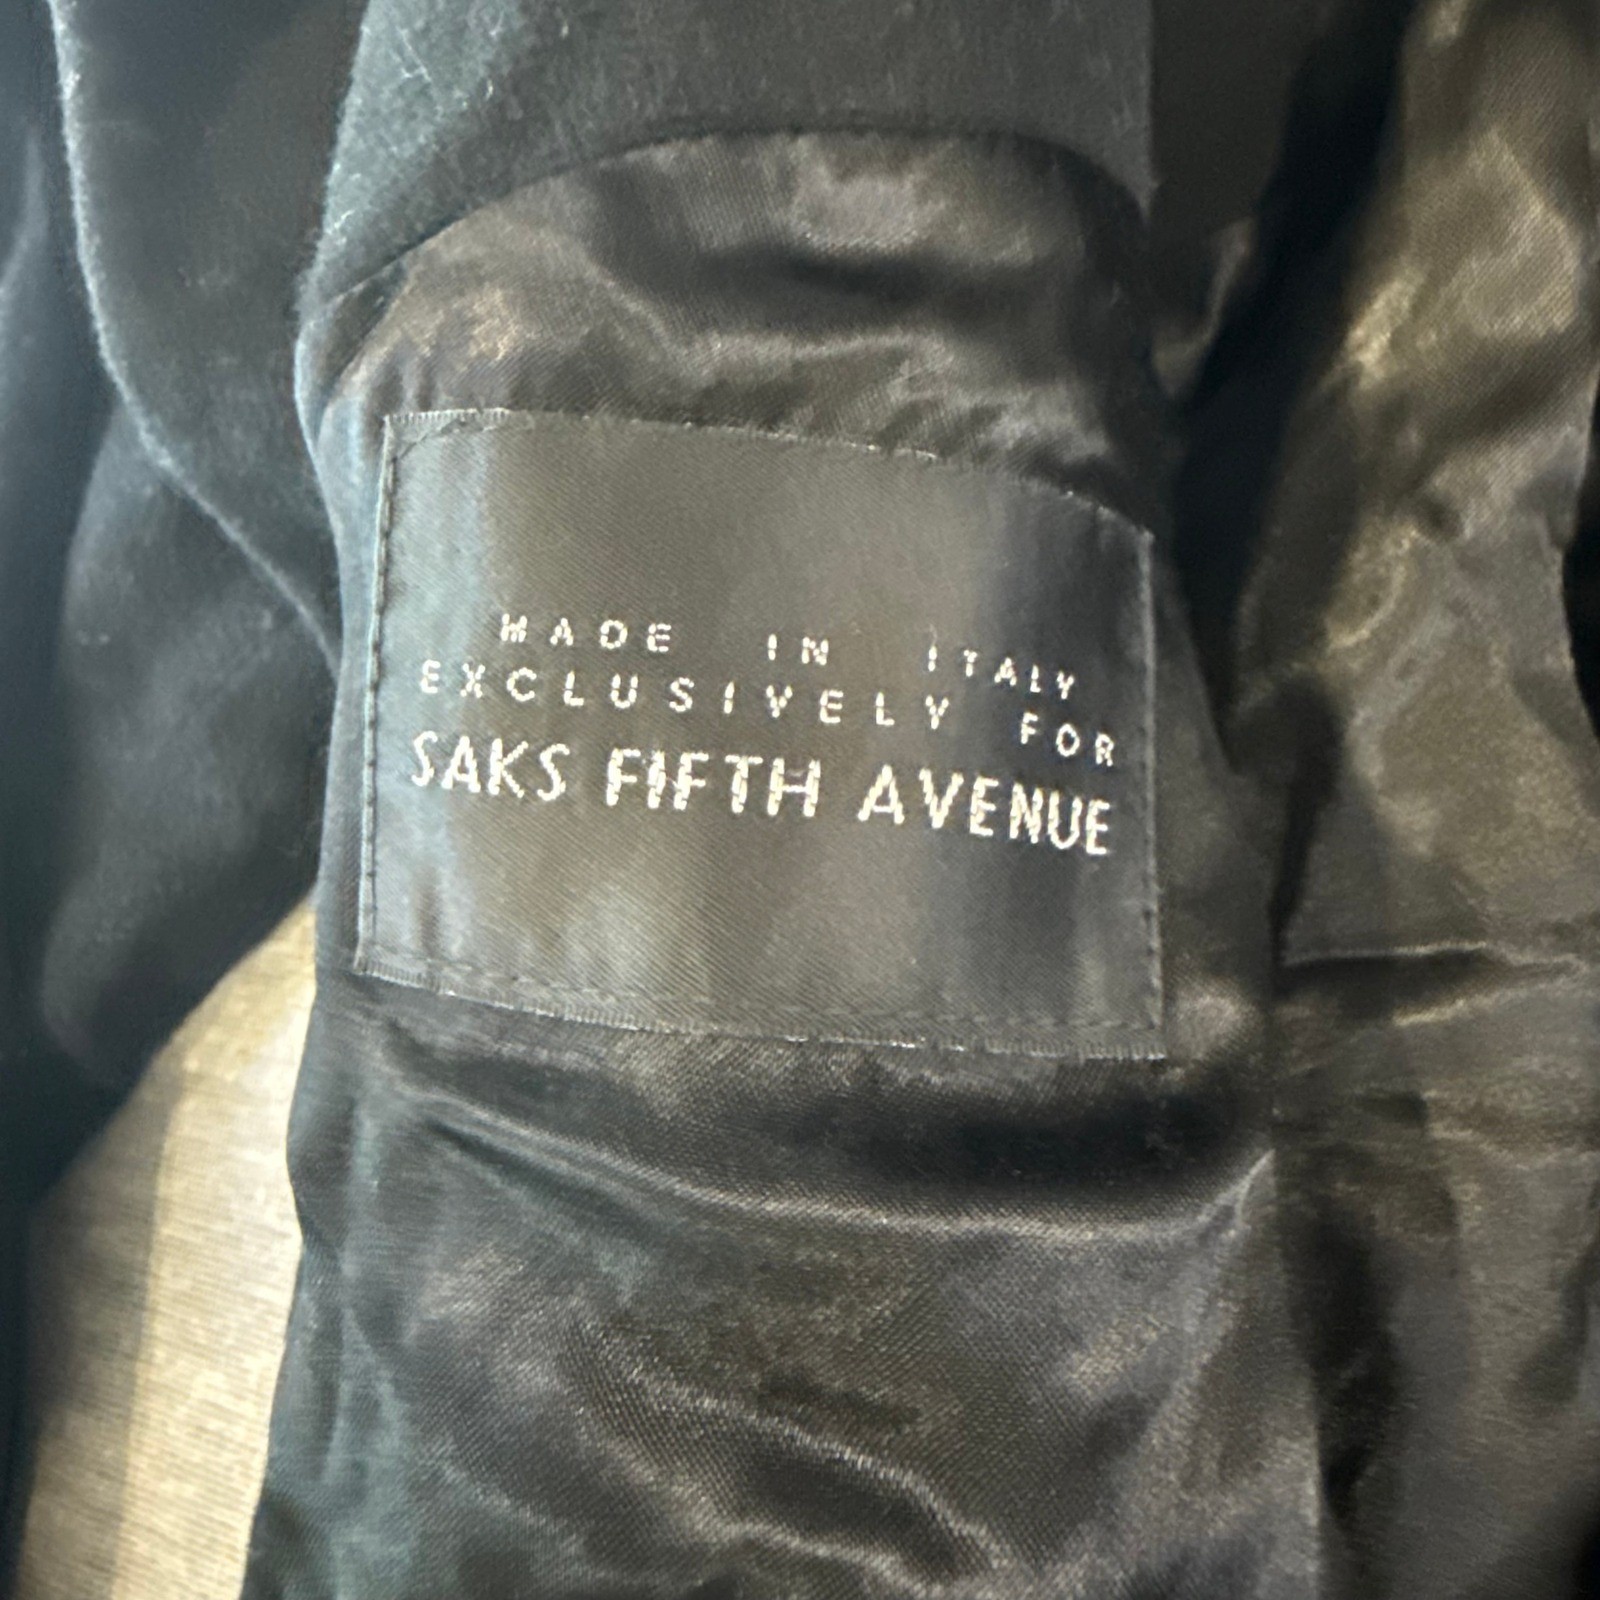 MADE IN ITALY
EXCLUSIVELY FOR
SAKS FIFTH AVENUE